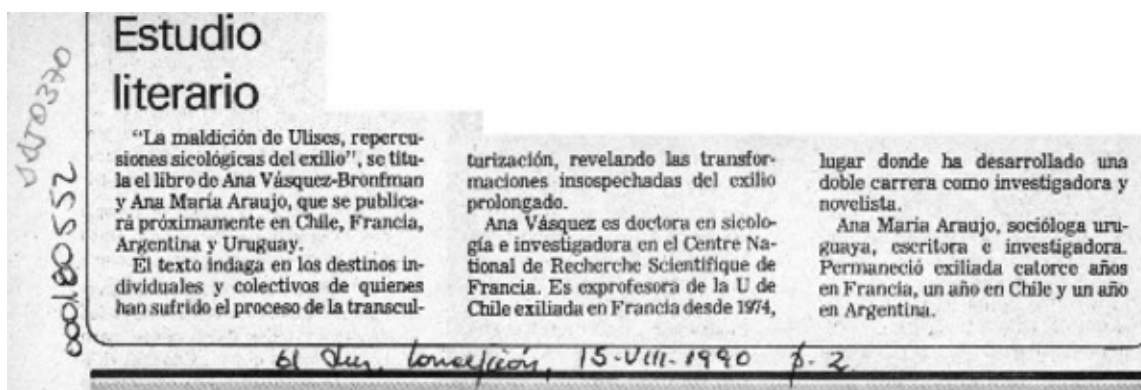 Estudio
literario
"La maldición de Ulises, repercu-
siones sicológicas del exilio", se titu-
la el libro de Ana Vásquez-Bronfman
y Ana María Araujo, que se publica-
rá próximamente en Chile, Francia,
Argentina y Uruguay.
El texto indaga en los destinos in-
dividuales y colectivos de quienes
han sufrido el proceso de la transcul-
turización, revelando las transfor-
maciones insospechadas del exilio
prolongado.
Ana Vásquez es doctora en sicolo-
gía e investigadora en el Centre Na-
tional de Recherche Scientifique de
Francia. Es exprofesora de la U de
Chile exiliada en Francia desde 1974,
lugar donde ha desarrollado una
doble carrera como investigadora y
novelista.
Ana María Araujo, socióloga uru-
guaya, escritora e investigadora.
Permaneció exiliada catorce años
en Francia, un año en Chile y un año
en Argentina.
El Sur, Concepción, 15-VIII-1990 p. 2
000180552